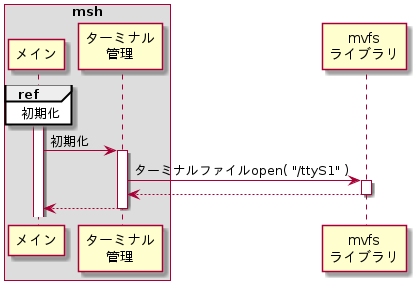 msh
メイン
ターミナル
管理
mvfs
ライブラリ
ref
初期化
初期化
ターミナルファイルopen( "/ttyS1" )
メイン
ターミナル
管理
mvfs
ライブラリ